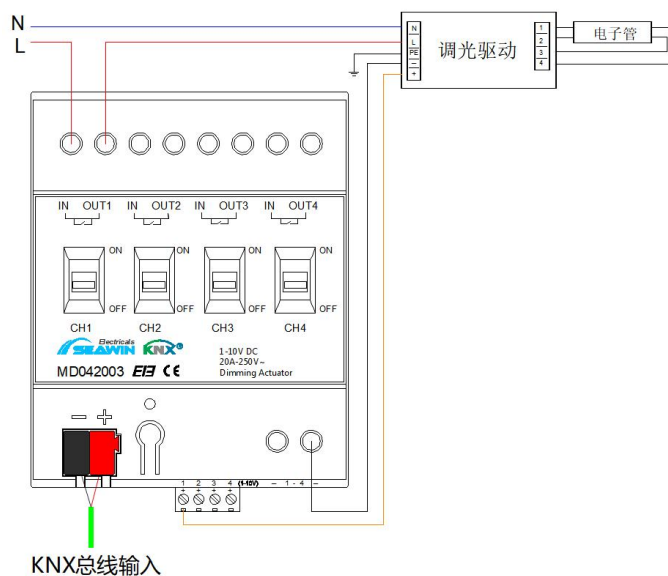 N
L
N
L
PE
–
+
调光驱动
1
2
3
4
电子管
IN OUT1 IN OUT2 IN OUT3 IN OUT4
ON ON ON ON
OFF OFF OFF OFF
CH1 CH2 CH3 CH4
Electricals
SEAWIN KNX®
MD042003 EIB CE
1-10V DC
20A-250V~
Dimming Actuator
– +
1 2 3 4 (1-10V) – 1 - 4 –
+ + + +
KNX总线输入